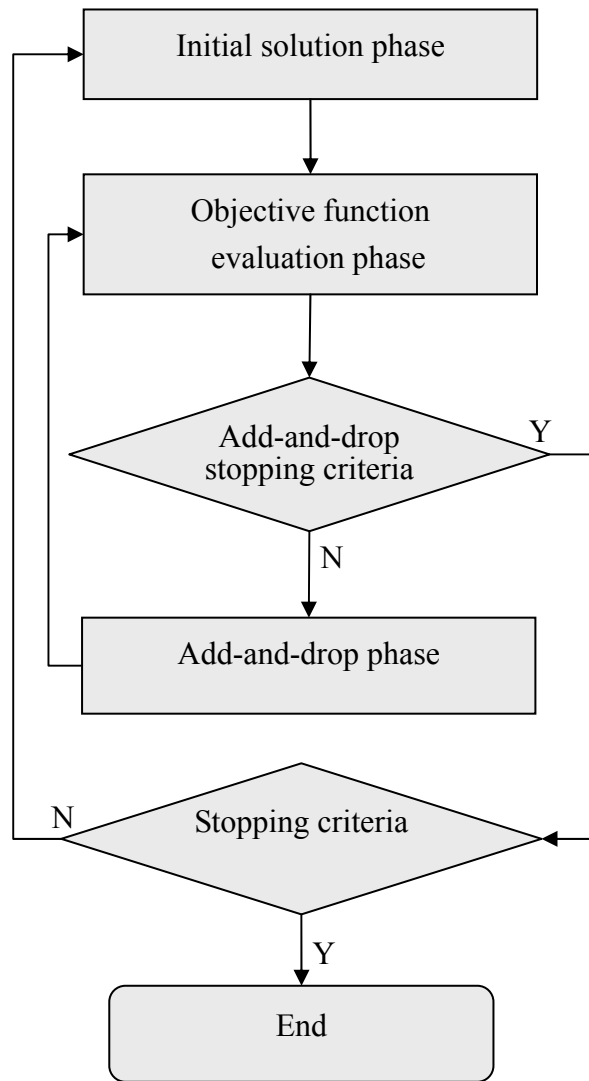 Initial solution phase
Objective function
evaluation phase
Add-and-drop
stopping criteria
Y
N
Add-and-drop phase
Stopping criteria
N
Y
End